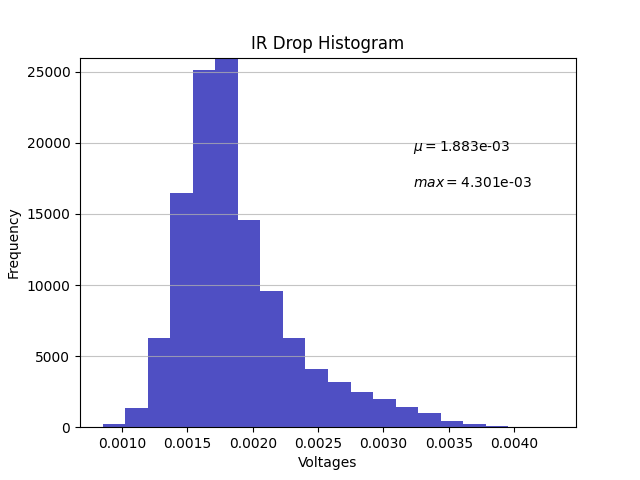 IR Drop Histogram
25000
20000
15000
10000
5000
0
Frequency
μ = 1.883e-03
max = 4.301e-03
0.0010 0.0015 0.0020 0.0025 0.0030 0.0035 0.0040
Voltages